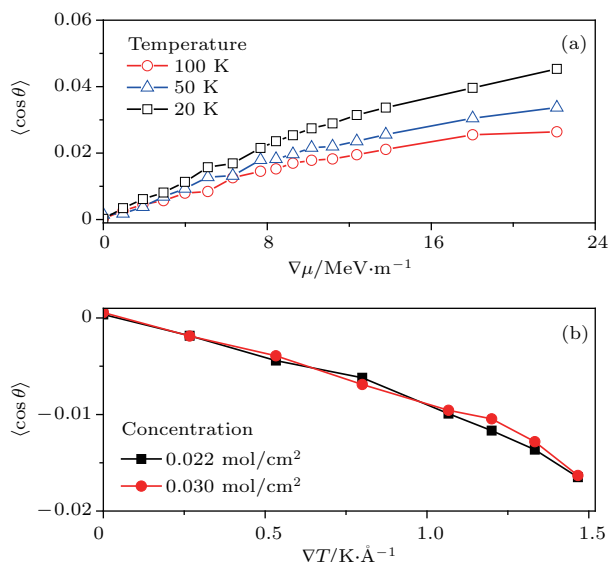 0.06
(a)
Temperature
100 K
50 K
20 K
0.04
0.02
0
⟨cos θ⟩
0 8 16 24
∇μ/MeV·m⁻¹
0
(b)
−0.01
−0.02
⟨cos θ⟩
Concentration
0.022 mol/cm²
0.030 mol/cm²
0 0.5 1.0 1.5
∇T/K·Å⁻¹